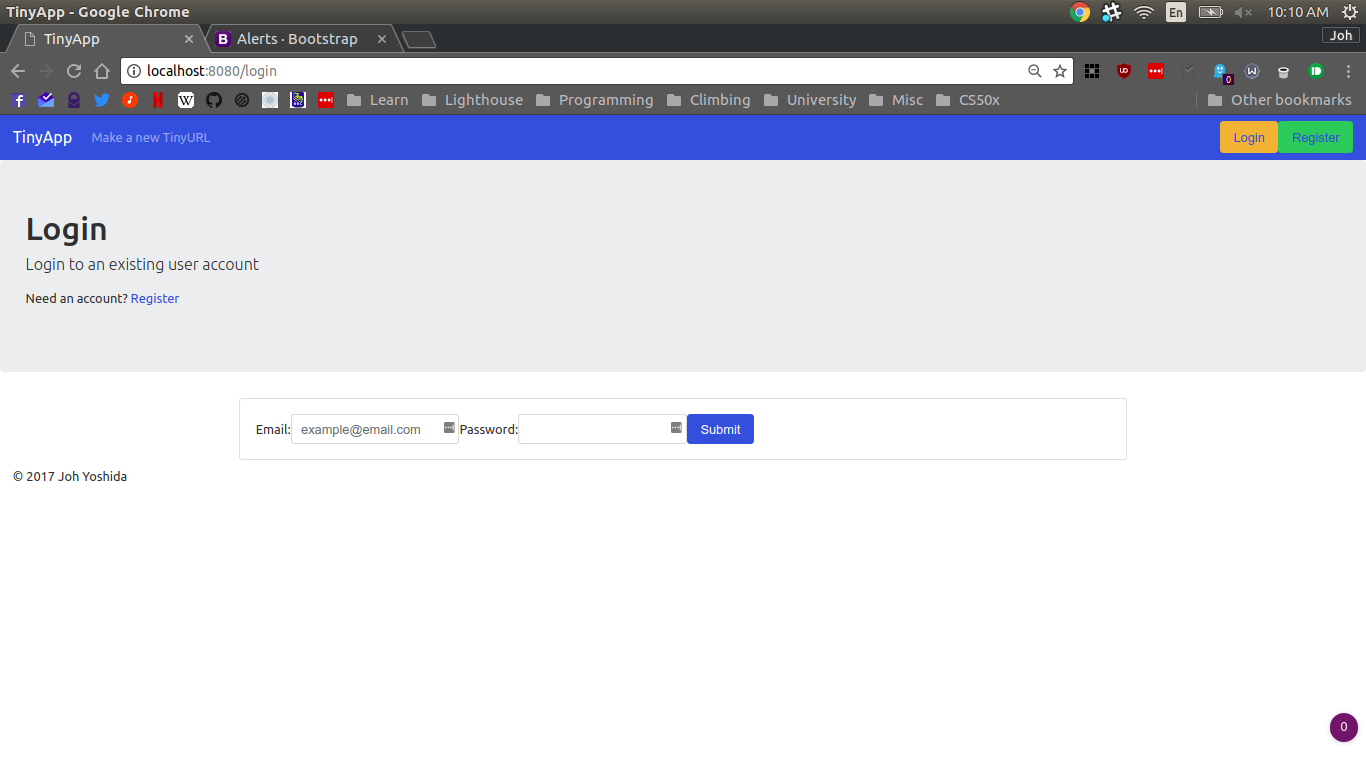 TinyApp - Google Chrome
En
10:10 AM
TinyApp
B Alerts · Bootstrap
Joh
localhost:8080/login
0
Learn
Lighthouse
Programming
Climbing
University
Misc
CS50x
Other bookmarks
TinyApp
Make a new TinyURL
Login
Register
Login
Login to an existing user account
Need an account? Register
Email:
example@email.com
Password:
Submit
© 2017 Joh Yoshida
0